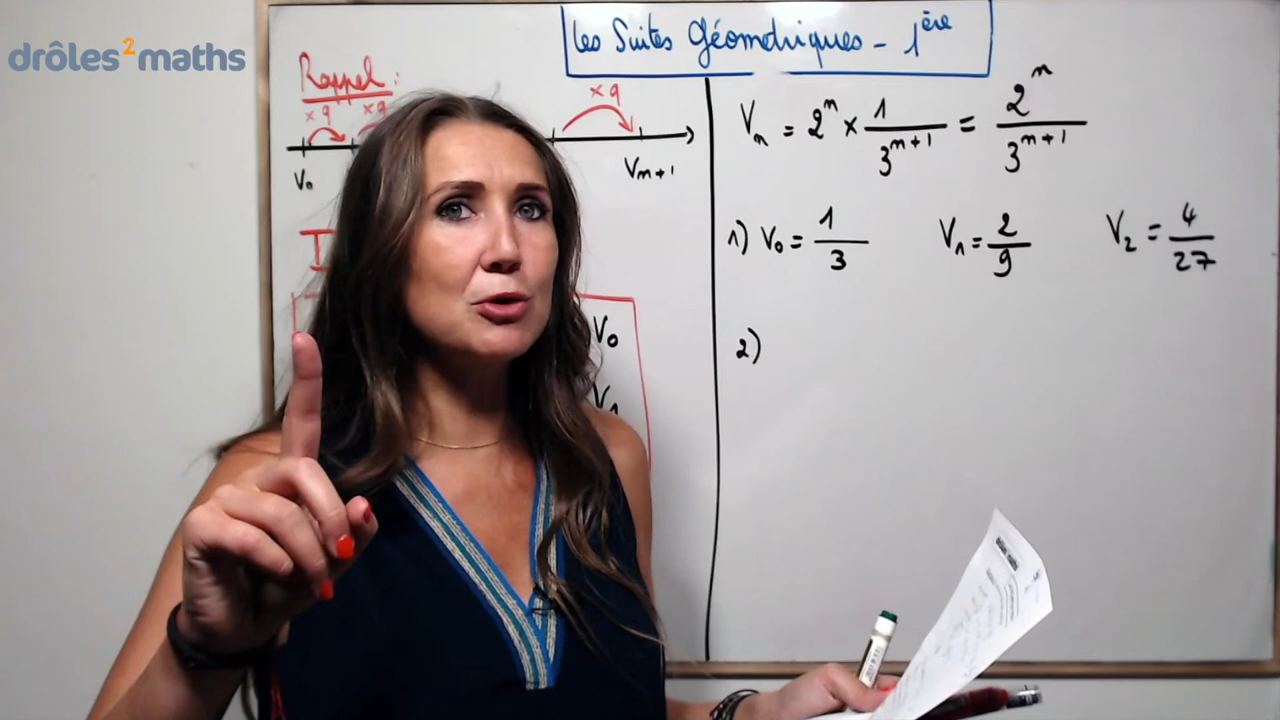 drôles²maths
Les Suites Géométriques - 1ère
Rappel :
×q ×q ×q
V₀ Vₙ₊₁
I
V₀
V₁
Vₙ = 2ⁿ × 1/3ⁿ⁺¹ = 2ⁿ/3ⁿ⁺¹
1) V₀ = 1/3 V₁ = 2/9 V₂ = 4/27
2)